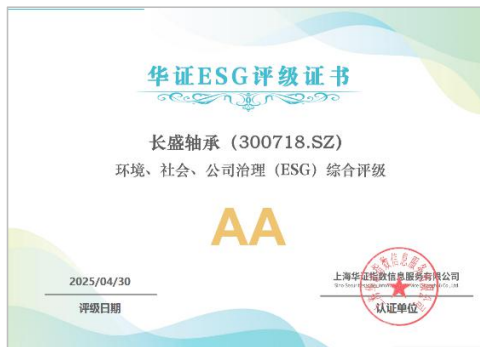 华证ESG评级证书
长盛轴承（300718.SZ）
环境、社会、公司治理（ESG）综合评级
AA
2025/04/30
评级日期
上海华证指数信息服务有限公司
认证单位